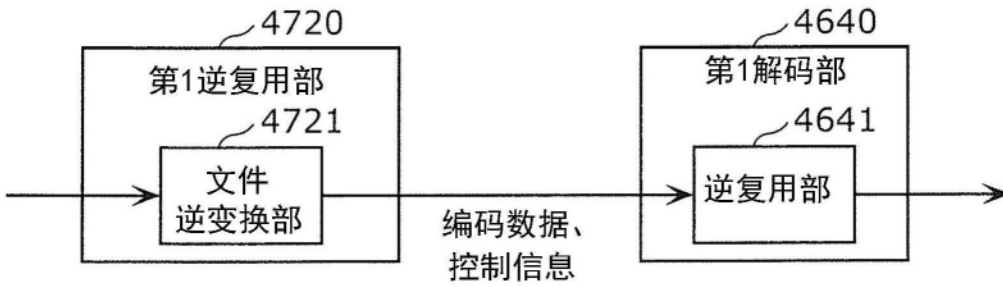 4720
第1逆复用部
4721
文件
逆变换部
编码数据、
控制信息
4640
第1解码部
4641
逆复用部